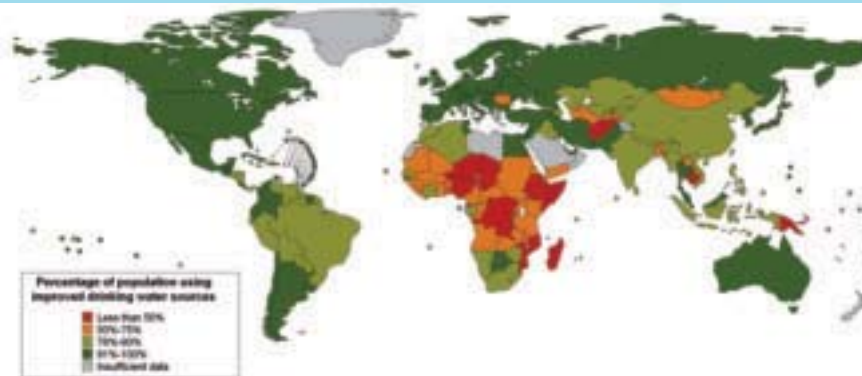 Percentage of population using
improved drinking water sources
Less than 50%
50%-75%
76%-90%
91%-100%
Insufficient data